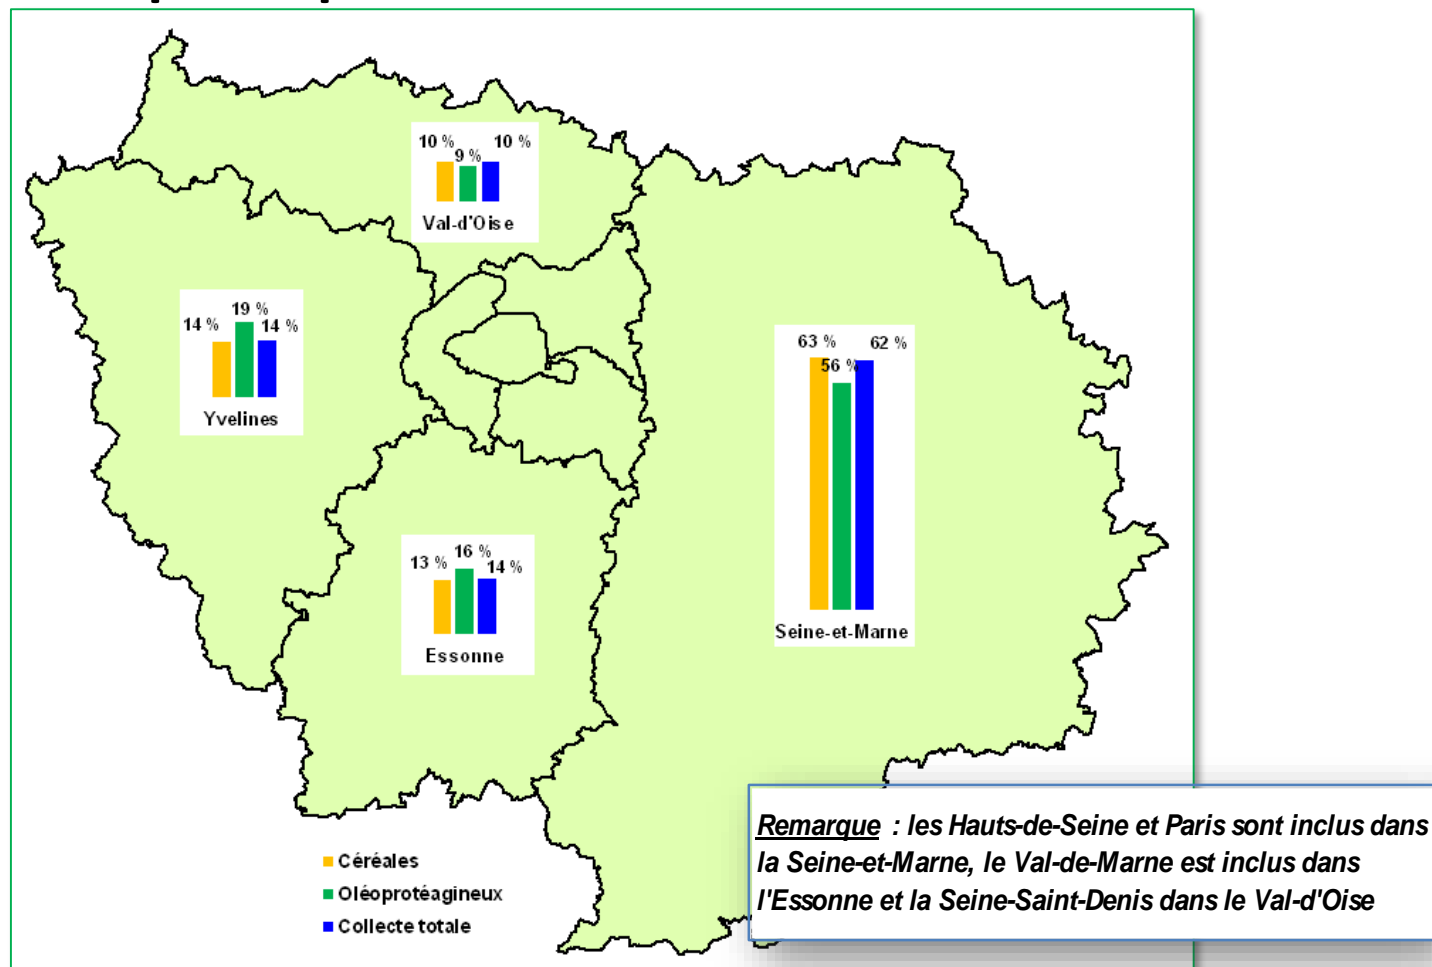 10 %
9 %
10 %
Val-d'Oise
14 %
19 %
14 %
Yvelines
63 %
56 %
62 %
Seine-et-Marne
13 %
16 %
14 %
Essonne
Céréales
Oléoprotéagineux
Collecte totale
Remarque : les Hauts-de-Seine et Paris sont inclus dans
la Seine-et-Marne, le Val-de-Marne est inclus dans
l'Essonne et la Seine-Saint-Denis dans le Val-d'Oise